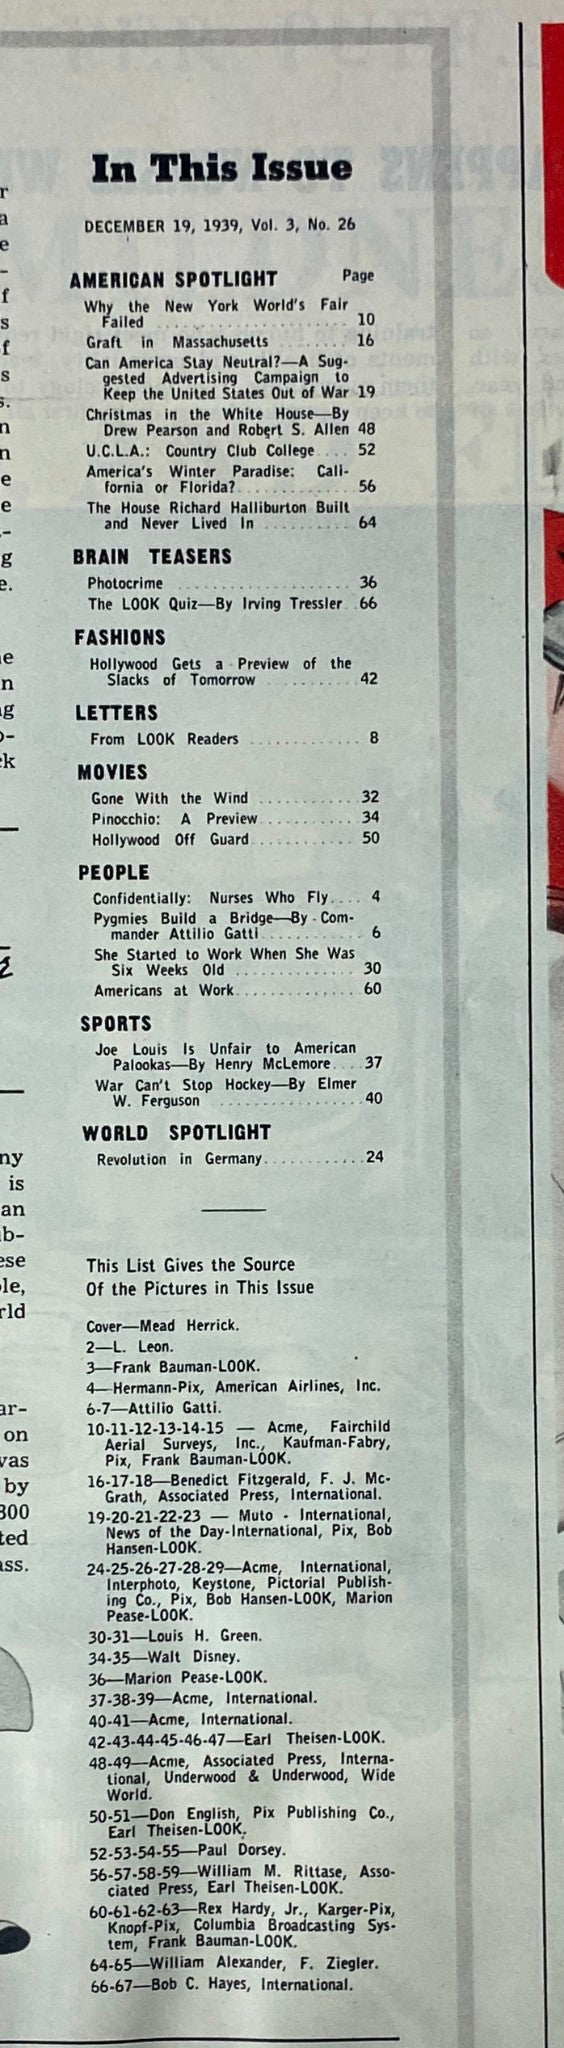 In This Issue
DECEMBER 19, 1939, Vol. 3, No. 26
AMERICAN SPOTLIGHT Page
Why the New York World's Fair
Failed .......................... 10
Graft in Massachusetts .......... 16
Can America Stay Neutral?—A Sug-
gested Advertising Campaign to
Keep the United States Out of War 19
Christmas in the White House—By
Drew Pearson and Robert S. Allen 48
U.C.L.A.: Country Club College .... 52
America's Winter Paradise: Cali-
fornia or Florida? .............. 56
The House Richard Halliburton Built
and Never Lived In ............ 64
BRAIN TEASERS
Photocrime ...................... 36
The LOOK Quiz—By Irving Tressler.. 66
FASHIONS
Hollywood Gets a Preview of the
Slacks of Tomorrow .............. 42
LETTERS
From LOOK Readers .............. 8
MOVIES
Gone With the Wind .............. 32
Pinocchio: A Preview.............. 34
Hollywood Off Guard.............. 50
PEOPLE
Confidentially: Nurses Who Fly.... 4
Pygmies Build a Bridge—By Com-
mander Attilio Gatti.............. 6
She Started to Work When She Was
Six Weeks Old .................. 30
Americans at Work................ 60
SPORTS
Joe Louis Is Unfair to American
Palookas—By Henry McLemore.... 37
War Can't Stop Hockey—By Elmer
W. Ferguson .................... 40
WORLD SPOTLIGHT
Revolution in Germany............24
This List Gives the Source
Of the Pictures in This Issue
Cover—Mead Herrick.
2—L. Leon.
3—Frank Bauman-LOOK.
4—Hermann-Pix, American Airlines, Inc.
6-7—Attilio Gatti.
10-11-12-13-14-15 — Acme, Fairchild
Aerial Surveys, Inc., Kaufman-Fabry,
Pix, Frank Bauman-LOOK.
16-17-18—Benedict Fitzgerald, F. J. Mc-
Grath, Associated Press, International.
19-20-21-22-23 — Muto - International,
News of the Day-International, Pix, Bob
Hansen-LOOK.
24-25-26-27-28-29—Acme, International,
Interphoto, Keystone, Pictorial Publish-
ing Co., Pix, Bob Hansen-LOOK, Marion
Pease-LOOK.
30-31—Louis H. Green.
34-35—Walt Disney.
36—Marion Pease-LOOK.
37-38-39—Acme, International.
40-41—Acme, International.
42-43-44-45-46-47—Earl Theisen-LOOK.
48-49—Acme, Associated Press, Interna-
tional, Underwood & Underwood, Wide
World.
50-51—Don English, Pix Publishing Co.,
Earl Theisen-LOOK.
52-53-54-55—Paul Dorsey.
56-57-58-59—William M. Rittase, Asso-
ciated Press, Earl Theisen-LOOK.
60-61-62-63—Rex Hardy, Jr., Karger-Pix,
Knopf-Pix, Columbia Broadcasting Sys-
tem, Frank Bauman-LOOK.
64-65—William Alexander, F. Ziegler.
66-67—Bob C. Hayes, International.